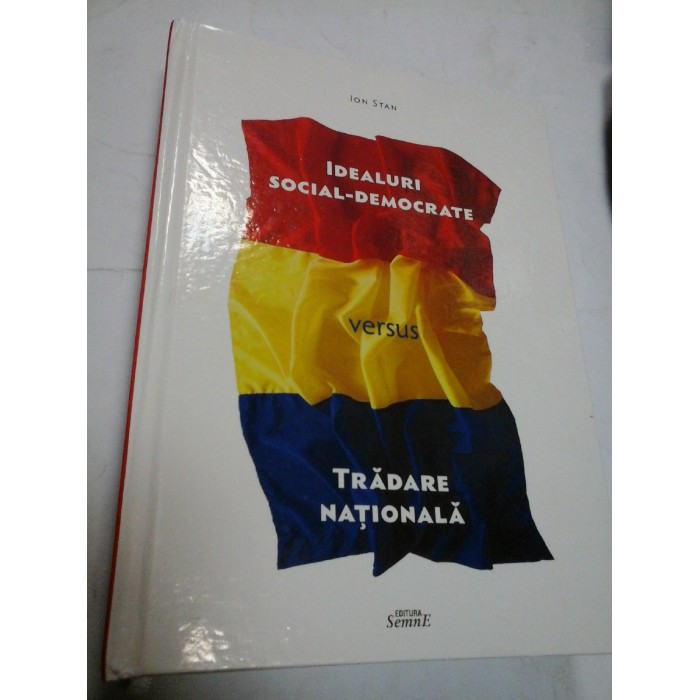 Ion Stan
Idealuri
social-democrate
versus
Trădare
națională
EDITURA
SemnE